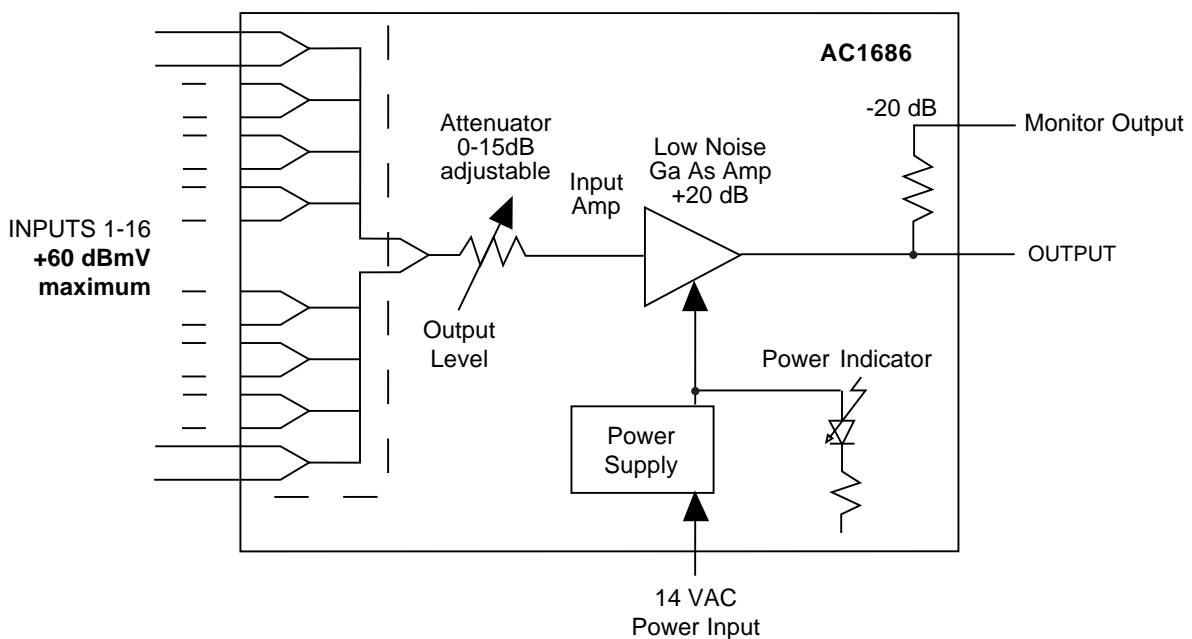 AC1686
-20 dB
Monitor Output
Attenuator
0-15dB
adjustable
Low Noise
Ga As Amp
+20 dB
Input
Amp
INPUTS 1-16
+60 dBmV
maximum
OUTPUT
Output
Level
Power Indicator
Power
Supply
14 VAC
Power Input